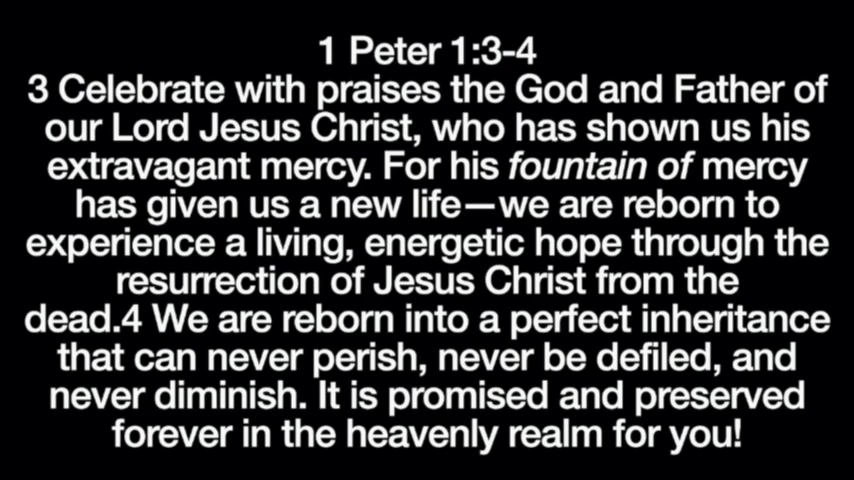 1 Peter 1:3-4
3 Celebrate with praises the God and Father of
our Lord Jesus Christ, who has shown us his
extravagant mercy. For his fountain of mercy
has given us a new life—we are reborn to
experience a living, energetic hope through the
resurrection of Jesus Christ from the
dead.4 We are reborn into a perfect inheritance
that can never perish, never be defiled, and
never diminish. It is promised and preserved
forever in the heavenly realm for you!